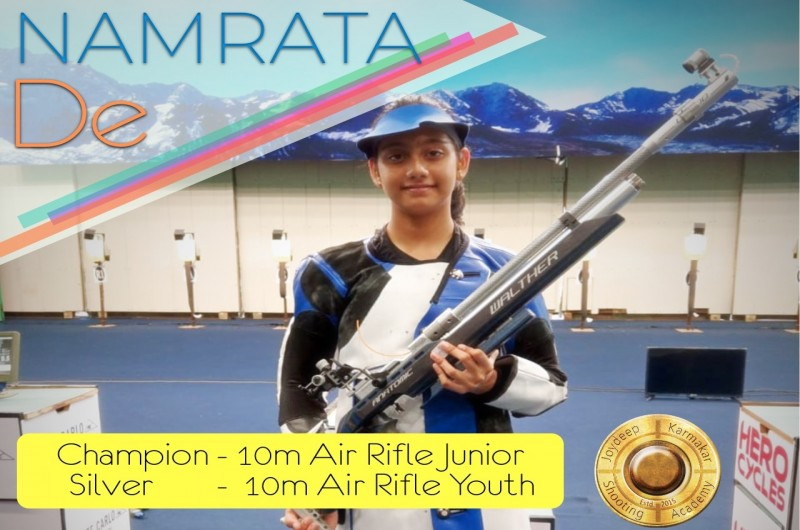 NAMRATA
De
WALTHER
ANATOMIC
Champion - 10m Air Rifle Junior
Silver - 10m Air Rifle Youth
Joydeep Karmakar
Shooting Academy
Estd. 2015
HERO
CYCLES